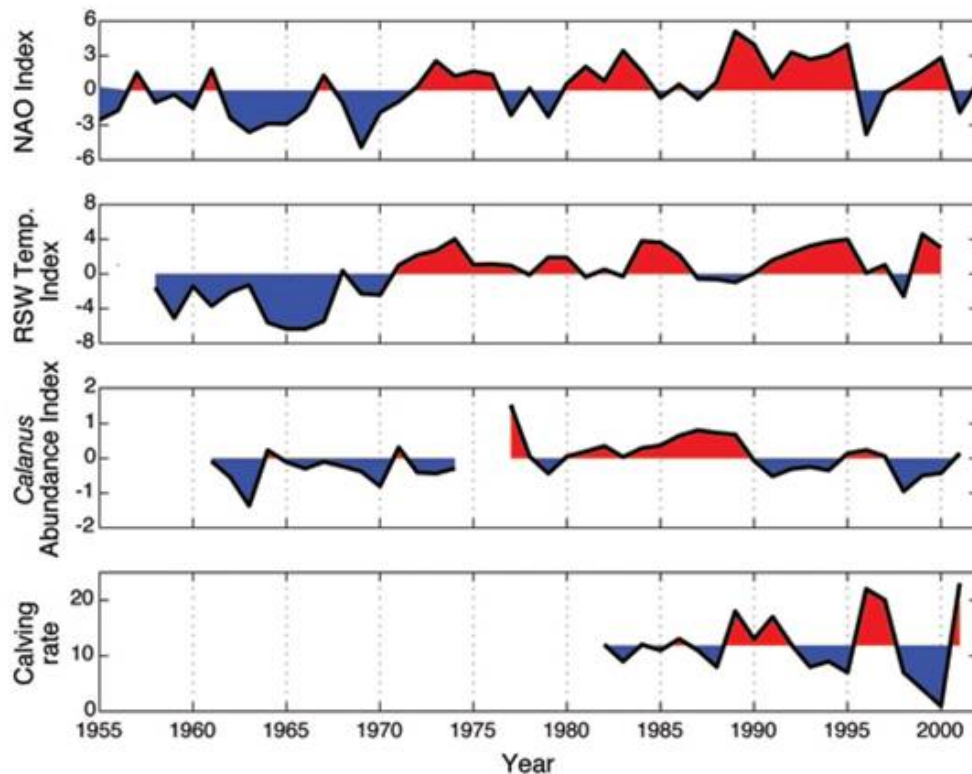 NAO Index
6
3
0
-3
-6
RSW Temp.
Index
8
4
0
-4
-8
Calanus
Abundance Index
2
1
0
-1
-2
Calving
rate
20
10
0
1955 1960 1965 1970 1975 1980 1985 1990 1995 2000
Year